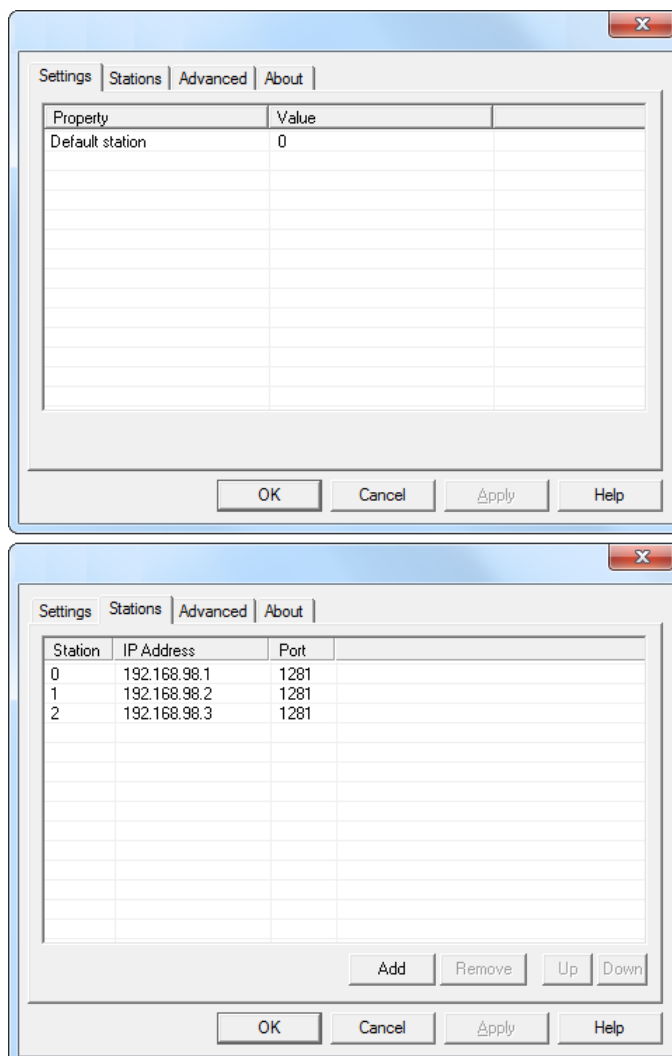 Settings Stations Advanced About
Property Value
Default station 0
OK Cancel Apply Help
Settings Stations Advanced About
Station IP Address Port
0 192.168.98.1 1281
1 192.168.98.2 1281
2 192.168.98.3 1281
Add Remove Up Down
OK Cancel Apply Help